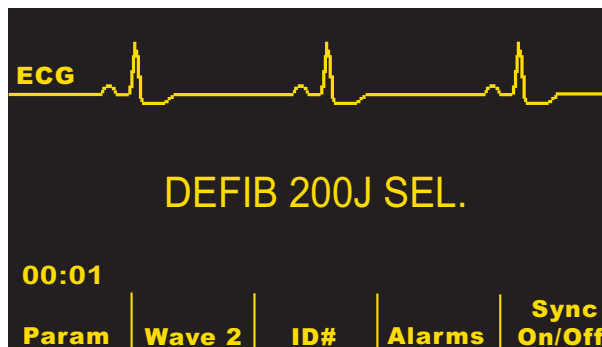 ECG
DEFIB 200J SEL.
00:01
Sync
Param Wave 2 ID# Alarms On/Off